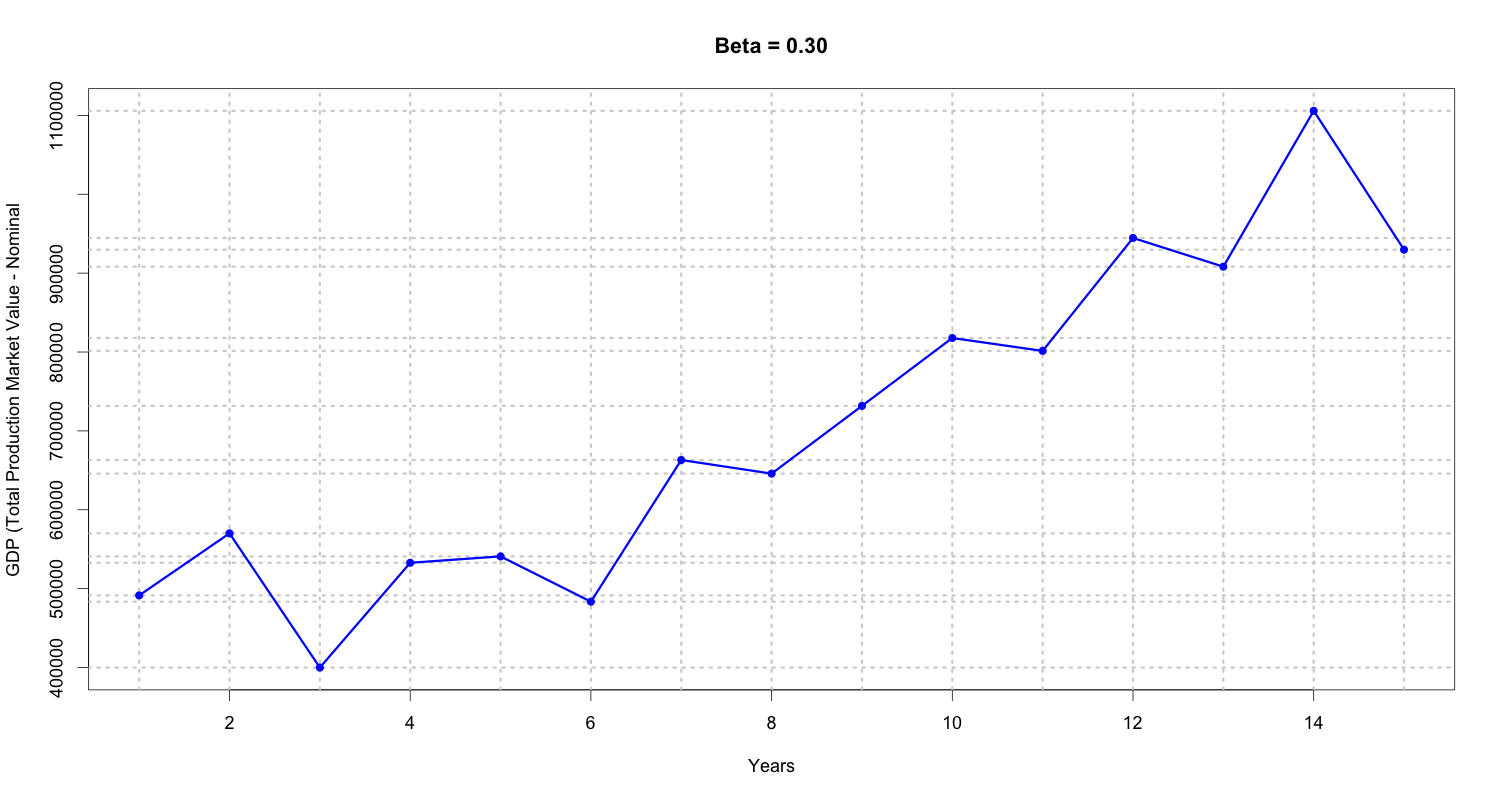 Beta = 0.30
GDP (Total Production Market Value - Nominal
1100000
900000
800000
700000
600000
500000
400000
2 4 6 8 10 12 14
Years